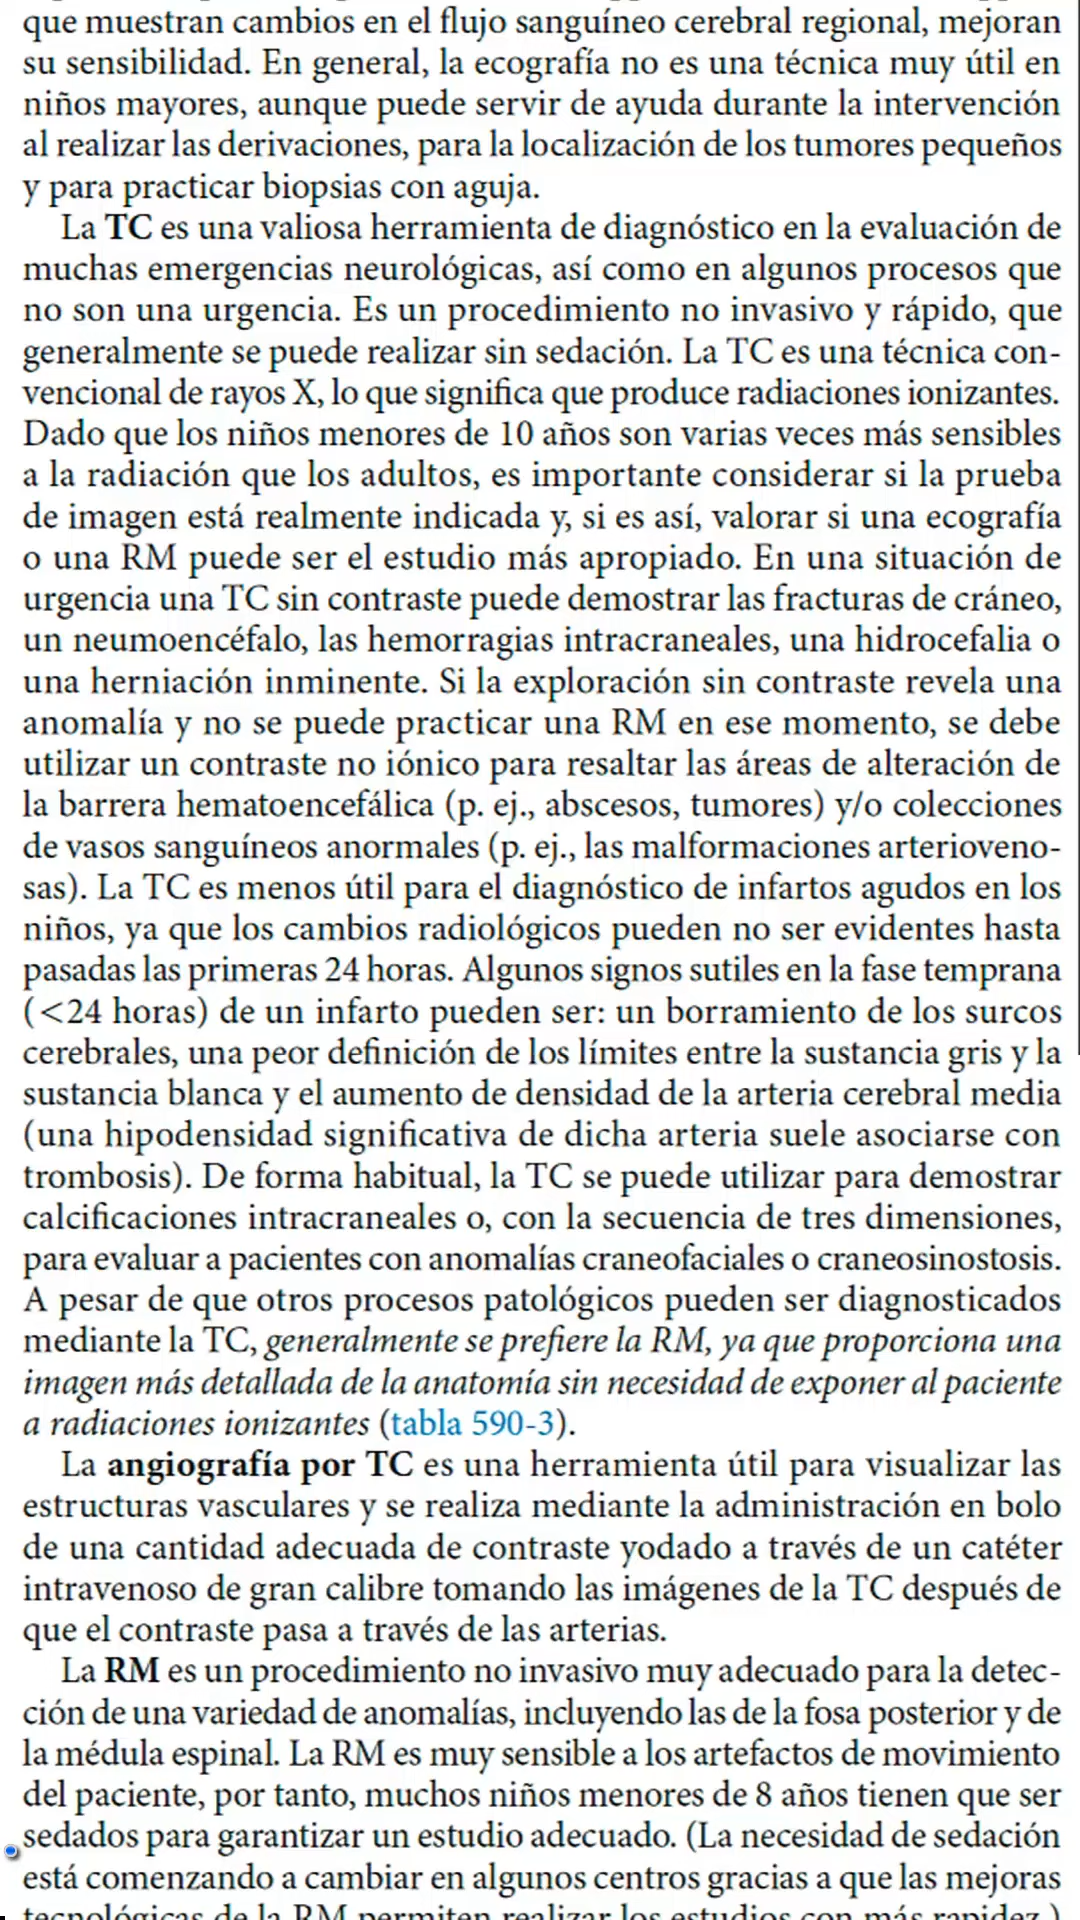 que muestran cambios en el flujo sanguíneo cerebral regional, mejoran
su sensibilidad. En general, la ecografía no es una técnica muy útil en
niños mayores, aunque puede servir de ayuda durante la intervención
al realizar las derivaciones, para la localización de los tumores pequeños
y para practicar biopsias con aguja.
La TC es una valiosa herramienta de diagnóstico en la evaluación de
muchas emergencias neurológicas, así como en algunos procesos que
no son una urgencia. Es un procedimiento no invasivo y rápido, que
generalmente se puede realizar sin sedación. La TC es una técnica con-
vencional de rayos X, lo que significa que produce radiaciones ionizantes.
Dado que los niños menores de 10 años son varias veces más sensibles
a la radiación que los adultos, es importante considerar si la prueba
de imagen está realmente indicada y, si es así, valorar si una ecografía
o una RM puede ser el estudio más apropiado. En una situación de
urgencia una TC sin contraste puede demostrar las fracturas de cráneo,
un neumoencéfalo, las hemorragias intracraneales, una hidrocefalia o
una herniación inminente. Si la exploración sin contraste revela una
anomalía y no se puede practicar una RM en ese momento, se debe
utilizar un contraste no iónico para resaltar las áreas de alteración de
la barrera hematoencefálica (p. ej., abscesos, tumores) y/o colecciones
de vasos sanguíneos anormales (p. ej., las malformaciones arterioveno-
sas). La TC es menos útil para el diagnóstico de infartos agudos en los
niños, ya que los cambios radiológicos pueden no ser evidentes hasta
pasadas las primeras 24 horas. Algunos signos sutiles en la fase temprana
(<24 horas) de un infarto pueden ser: un borramiento de los surcos
cerebrales, una peor definición de los límites entre la sustancia gris y la
sustancia blanca y el aumento de densidad de la arteria cerebral media
(una hipodensidad significativa de dicha arteria suele asociarse con
trombosis). De forma habitual, la TC se puede utilizar para demostrar
calcificaciones intracraneales o, con la secuencia de tres dimensiones,
para evaluar a pacientes con anomalías craneofaciales o craneosinostosis.
A pesar de que otros procesos patológicos pueden ser diagnosticados
mediante la TC, generalmente se prefiere la RM, ya que proporciona una
imagen más detallada de la anatomía sin necesidad de exponer al paciente
a radiaciones ionizantes (tabla 590-3).
La angiografía por TC es una herramienta útil para visualizar las
estructuras vasculares y se realiza mediante la administración en bolo
de una cantidad adecuada de contraste yodado a través de un catéter
intravenoso de gran calibre tomando las imágenes de la TC después de
que el contraste pasa a través de las arterias.
La RM es un procedimiento no invasivo muy adecuado para la detec-
ción de una variedad de anomalías, incluyendo las de la fosa posterior y de
la médula espinal. La RM es muy sensible a los artefactos de movimiento
del paciente, por tanto, muchos niños menores de 8 años tienen que ser
sedados para garantizar un estudio adecuado. (La necesidad de sedación
está comenzando a cambiar en algunos centros gracias a que las mejoras
tecnológicas de la RM permiten realizar los estudios con más rapidez.)